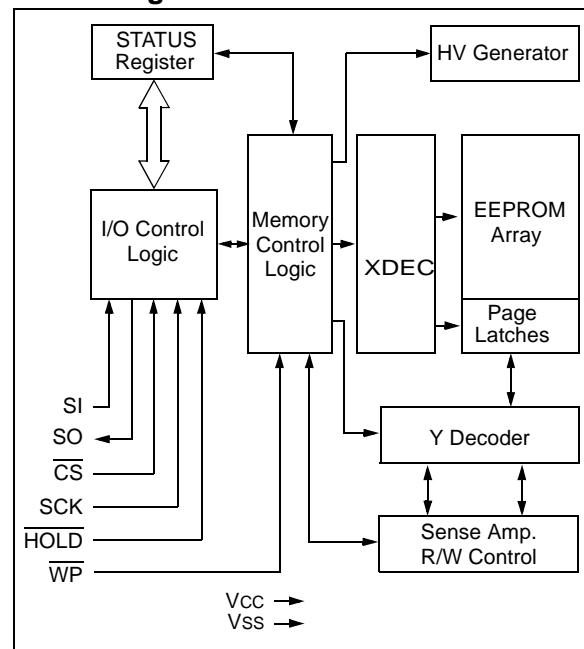 STATUS
Register
HV Generator
I/O Control
Logic
Memory
Control
Logic
XDEC
EEPROM
Array
Page
Latches
SI
SO
CS
SCK
HOLD
WP
Y Decoder
Sense Amp.
R/W Control
VCC
VSS